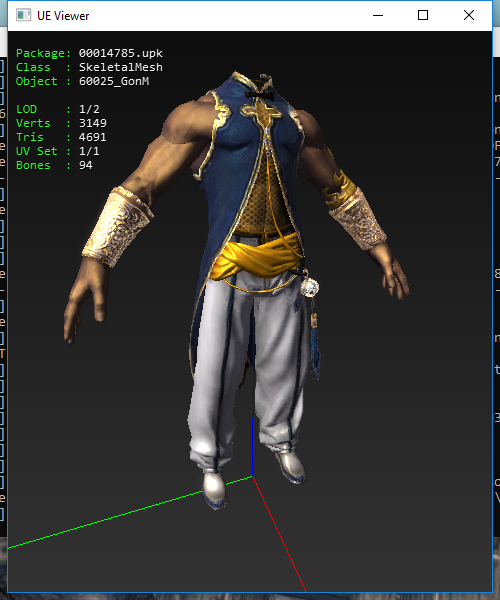 UE Viewer
Package: 00014785.upk
Class : SkeletalMesh
Object : 60025_GonM
LOD : 1/2
Verts : 3149
Tris : 4691
UV Set : 1/1
Bones : 94